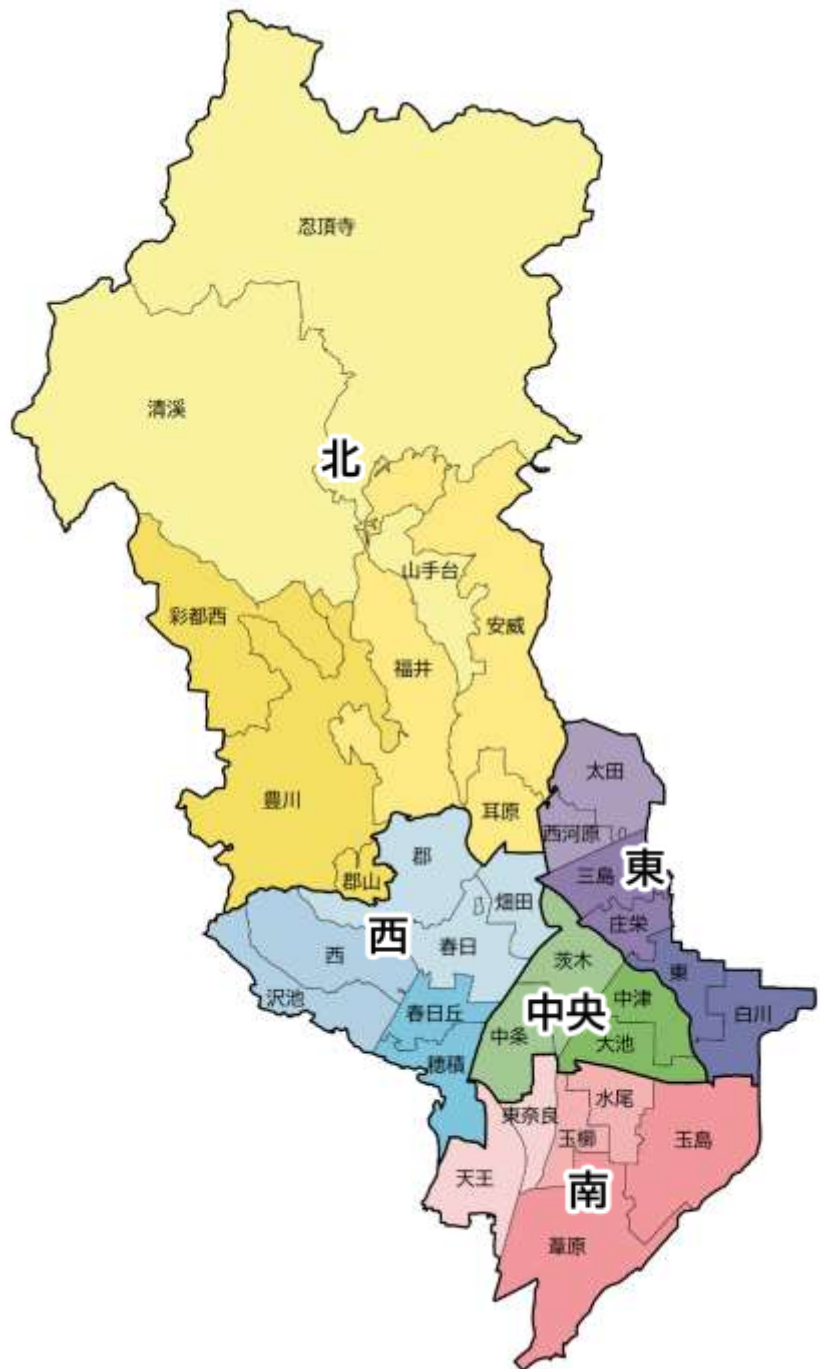 忍頂寺
清溪
北
山手台
彩都西
安威
福井
太田
豊川
耳原
西河原
郡
三島
東
郡山
畑田
庄栄
西
春日
西
茨木
東
沢池
春日丘
中津
白川
中央
中条
大池
穂積
水尾
東奈良
玉櫛
玉島
天王
南
葦原